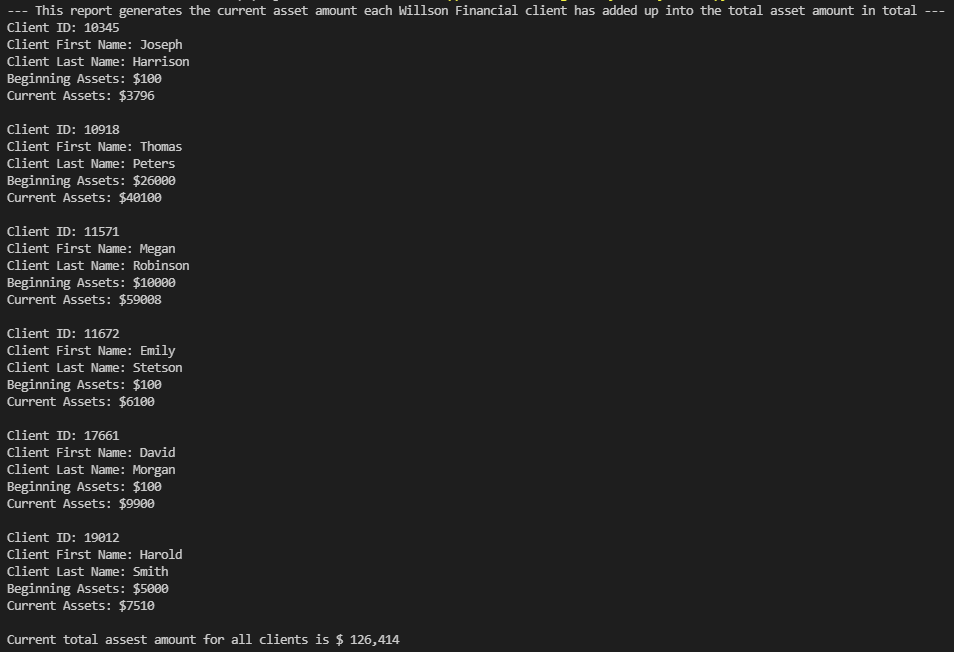 --- This report generates the current asset amount each Willson Financial client has added up into the total asset amount in total ---
Client ID: 10345
Client First Name: Joseph
Client Last Name: Harrison
Beginning Assets: $100
Current Assets: $3796
Client ID: 10918
Client First Name: Thomas
Client Last Name: Peters
Beginning Assets: $26000
Current Assets: $40100
Client ID: 11571
Client First Name: Megan
Client Last Name: Robinson
Beginning Assets: $10000
Current Assets: $59008
Client ID: 11672
Client First Name: Emily
Client Last Name: Stetson
Beginning Assets: $100
Current Assets: $6100
Client ID: 17661
Client First Name: David
Client Last Name: Morgan
Beginning Assets: $100
Current Assets: $9900
Client ID: 19012
Client First Name: Harold
Client Last Name: Smith
Beginning Assets: $5000
Current Assets: $7510
Current total assest amount for all clients is $ 126,414